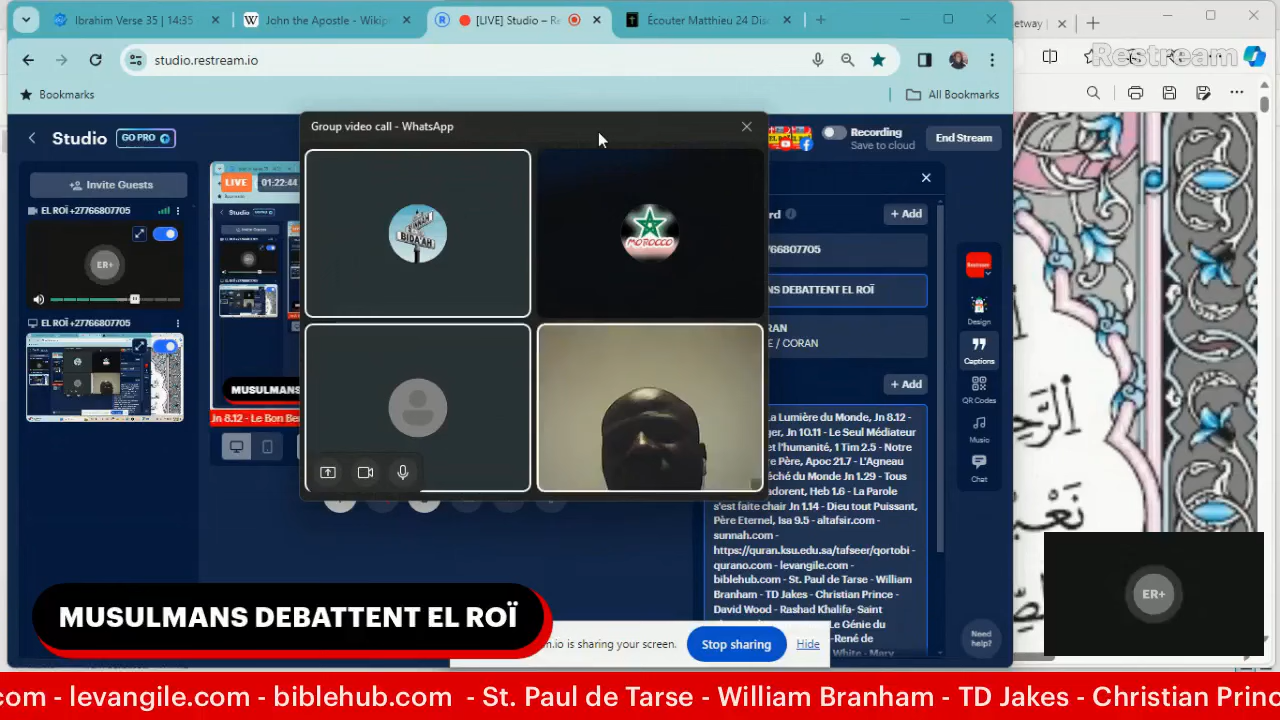 Ibrahim Verse 35 | 14:35
John the Apostle - Wikip
[LIVE] Studio – Re
Écouter Matthieu 24 Dis
etway
Restream
studio.restream.io
Bookmarks
All Bookmarks
Studio
GO PRO
Group video call - WhatsApp
Recording
Save to cloud
End Stream
Invite Guests
LIVE
01:22:44
EL ROÏ +27766807705
ER+
EL ROÏ +27766807705
Studio
BIDA'AH
MOROCCO
rd
+ Add
766807705
NS DEBATTENT EL ROÏ
RAN
E / CORAN
+ Add
Design
Captions
QR Codes
Music
Chat
Need help?
MUSULMANS
Jn 8.12 - Le Bon Be
La Lumière du Monde, Jn 8.12 -
ger, Jn 10.11 - Le Seul Médiateur
et l'humanité, 1 Tim 2.5 - Notre
re Père, Apoc 21.7 - L'Agneau
éché du Monde Jn 1.29 - Tous
adorent, Heb 1.6 - La Parole
s'est faite chair Jn 1.14 - Dieu tout Puissant,
Père Eternel, Isa 9.5 - altafsir.com -
sunnah.com -
https://quran.ksu.edu.sa/tafseer/qortobi -
qurano.com - levangile.com -
biblehub.com - St. Paul de Tarse - William
Branham - TD Jakes - Christian Prince -
David Wood - Rashad Khalifa- Saint
Le Génie du
-René de
White - Mary
MUSULMANS DEBATTENT EL ROÏ
m.io is sharing your screen.
Stop sharing
Hide
ER+
com - levangile.com - biblehub.com - St. Paul de Tarse - William Branham - TD Jakes - Christian Princ